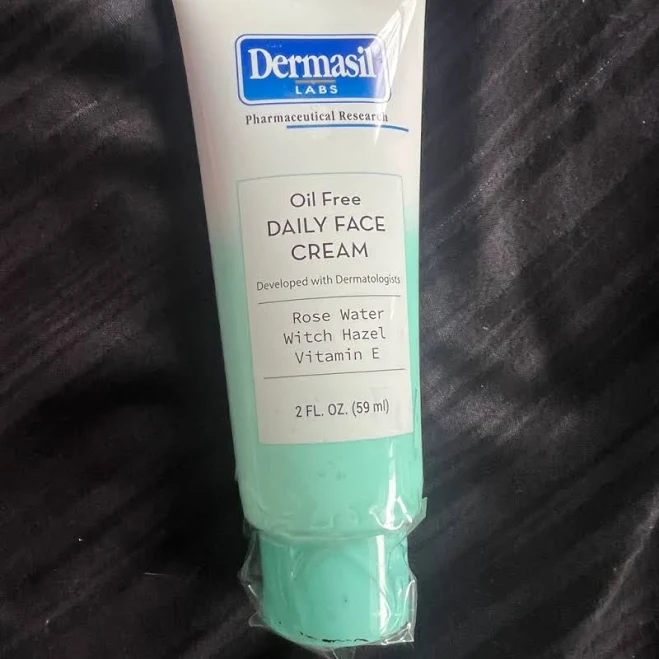 Dermasil
LABS
Pharmaceutical Research
Oil Free
DAILY FACE
CREAM
Developed with Dermatologists
Rose Water
Witch Hazel
Vitamin E
2 FL. OZ. (59 ml)